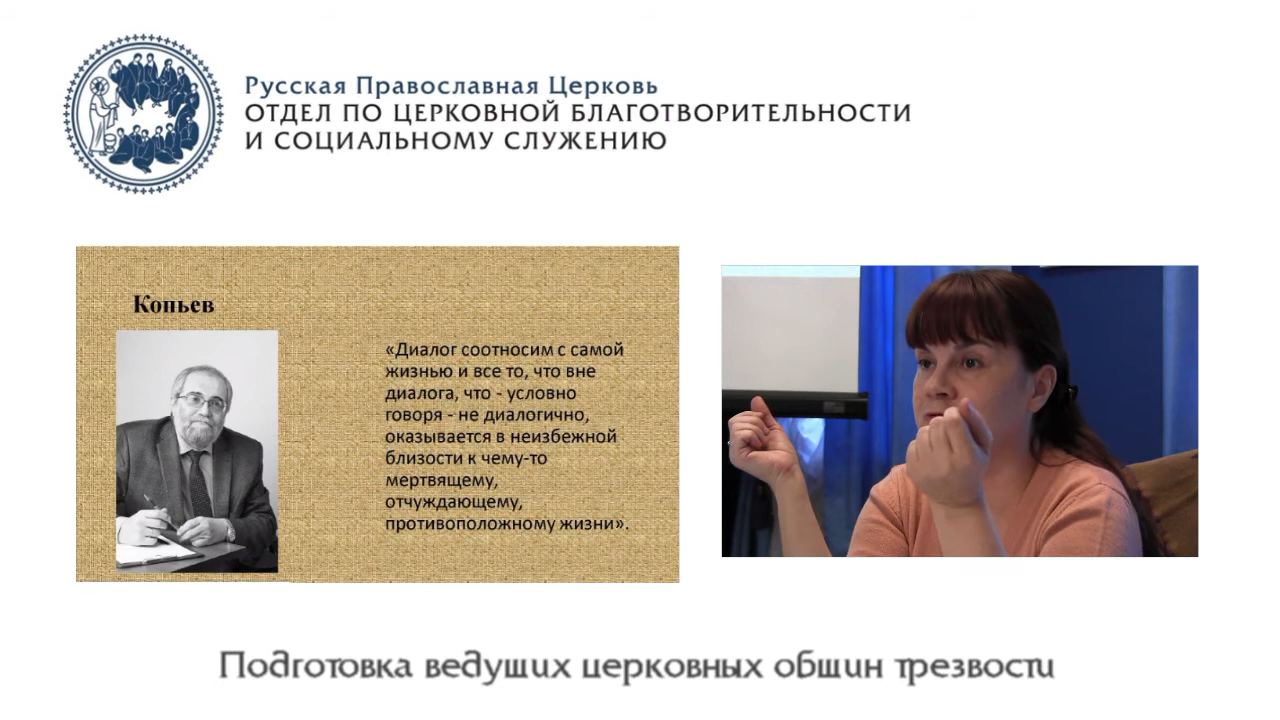 Русская Православная Церковь
ОТДЕЛ ПО ЦЕРКОВНОЙ БЛАГОТВОРИТЕЛЬНОСТИ
И СОЦИАЛЬНОМУ СЛУЖЕНИЮ
Копьев
«Диалог соотносим с самой
жизнью и все то, что вне
диалога, что - условно
говоря - не диалогично,
оказывается в неизбежной
близости к чему-то
мертвящему,
отчуждающему,
противоположному жизни».
Подготовка ведущих церковных общин трезвости